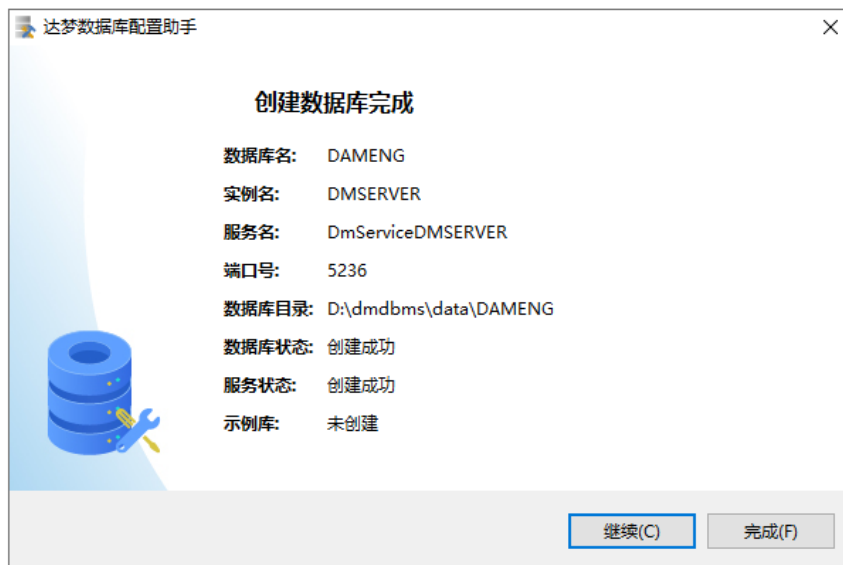 达梦数据库配置助手
创建数据库完成
数据库名: DAMENG
实例名: DMSERVER
服务名: DmServiceDMSERVER
端口号: 5236
数据库目录: D:\dmdbms\data\DAMENG
数据库状态: 创建成功
服务状态: 创建成功
示例库: 未创建
继续(C) 完成(F)